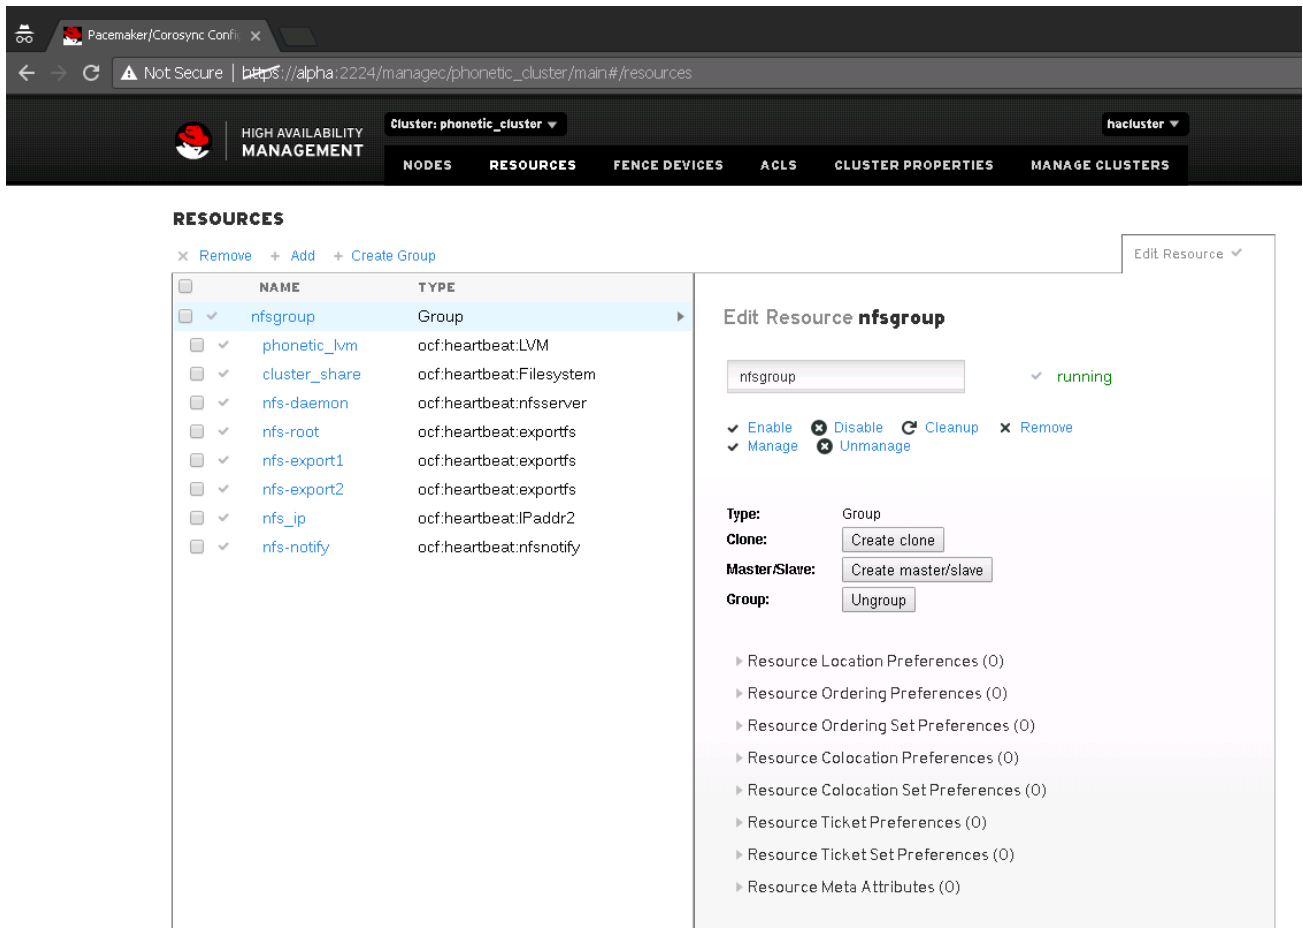 Pacemaker/Corosync Config
Not Secure | https://alpha:2224/managec/phonetic_cluster/main#/resources
HIGH AVAILABILITY
MANAGEMENT
Cluster: phonetic_cluster
hacluster
NODES RESOURCES FENCE DEVICES ACLS CLUSTER PROPERTIES MANAGE CLUSTERS
RESOURCES
Remove Add Create Group
Edit Resource
NAME TYPE
nfsgroup Group
phonetic_lvm ocf:heartbeat:LVM
cluster_share ocf:heartbeat:Filesystem
nfs-daemon ocf:heartbeat:nfsserver
nfs-root ocf:heartbeat:exportfs
nfs-export1 ocf:heartbeat:exportfs
nfs-export2 ocf:heartbeat:exportfs
nfs_ip ocf:heartbeat:IPaddr2
nfs-notify ocf:heartbeat:nfsnotify
Edit Resource nfsgroup
nfsgroup running
Enable Disable Cleanup Remove
Manage Unmanage
Type: Group
Clone: Create clone
Master/Slave: Create master/slave
Group: Ungroup
Resource Location Preferences (0)
Resource Ordering Preferences (0)
Resource Ordering Set Preferences (0)
Resource Colocation Preferences (0)
Resource Colocation Set Preferences (0)
Resource Ticket Preferences (0)
Resource Ticket Set Preferences (0)
Resource Meta Attributes (0)